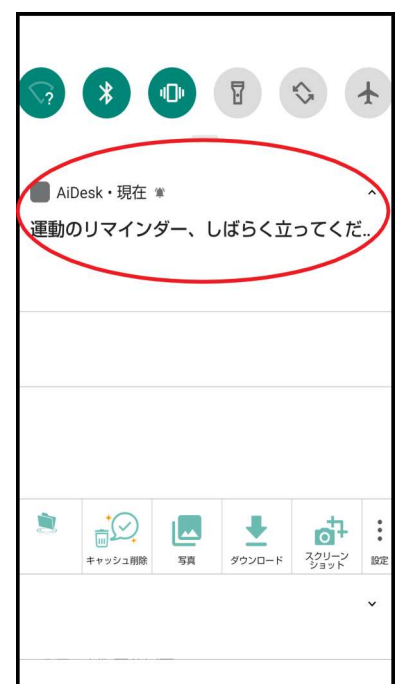 AiDesk・現在
運動のリマインダー、しばらく立ってくだ..
キャッシュ削除
写真
ダウンロード
スクリーン
ショット
設定